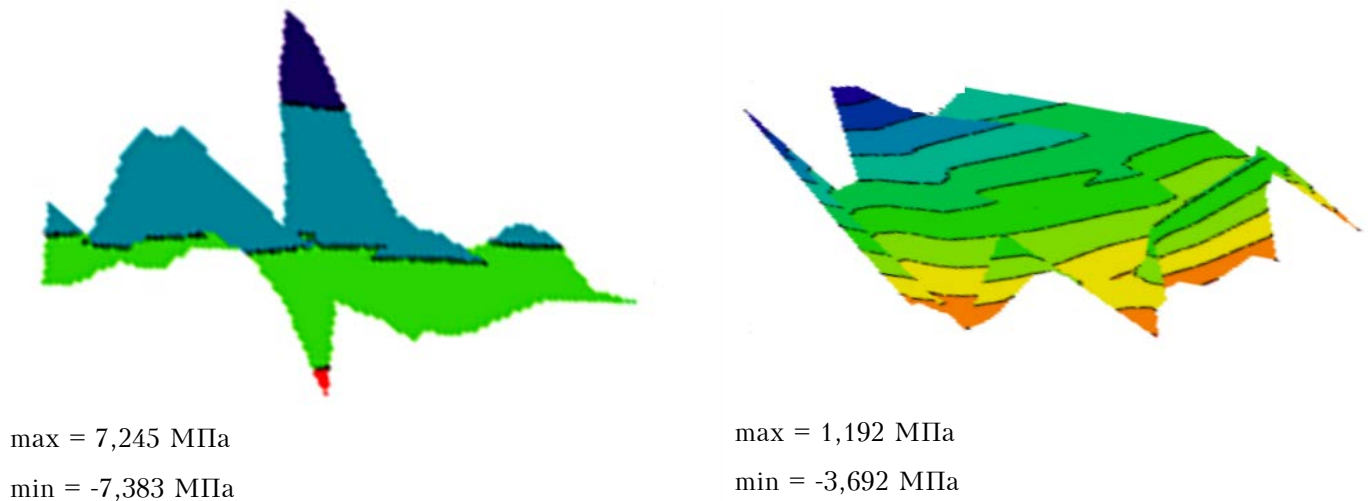 max = 7,245 МПа
min = -7,383 МПа
max = 1,192 МПа
min = -3,692 МПа